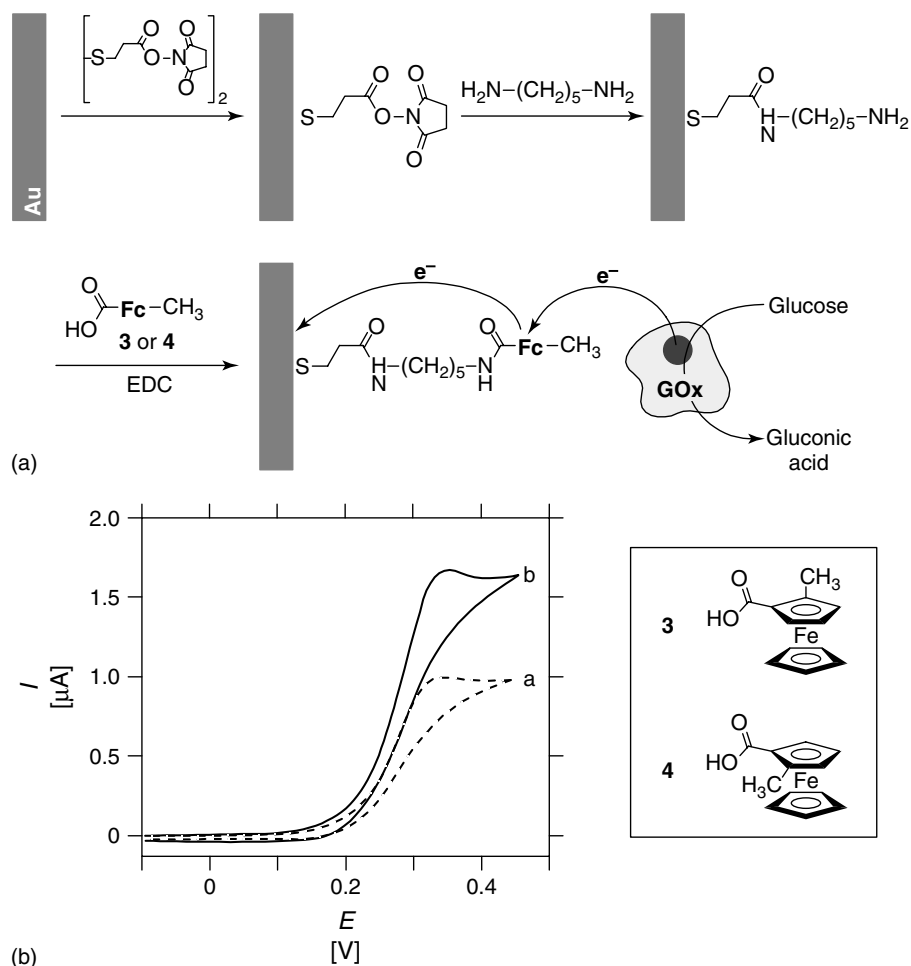 Au
[S O O N O O]2
S O O N O O
H2N–(CH2)5–NH2
S O H N –(CH2)5–NH2
O HO Fc–CH3
3 or 4
EDC
S O H N –(CH2)5–N H O Fc–CH3
e–
e–
Glucose
GOx
Gluconic
acid
(a)
2.0
1.5
1.0
0.5
0
I
[μA]
b
a
0 0.2 0.4
E
[V]
3
O HO CH3 Fe
4
O HO H3C Fe
(b)